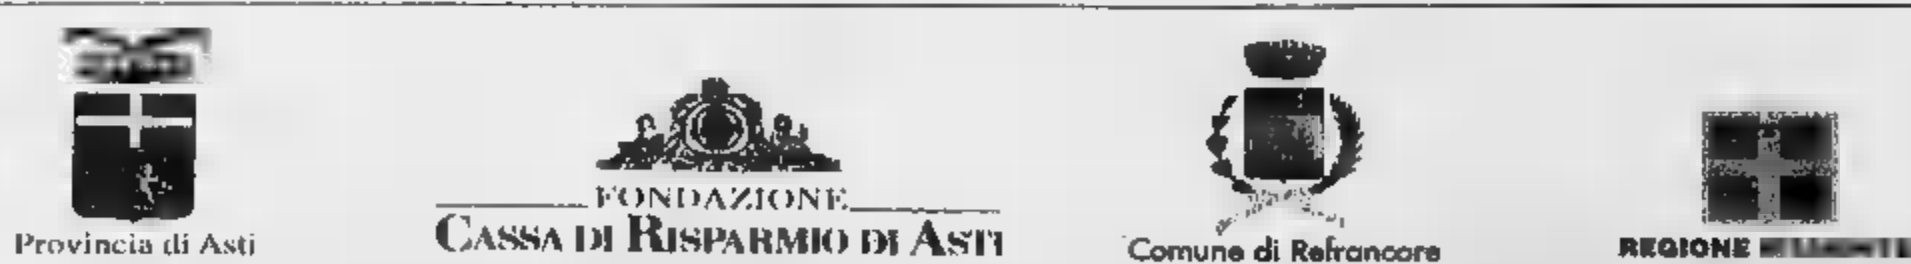 Provincia di Asti
FONDAZIONE
CASSA DI RISPARMIO DI ASTI
Comune di Refrancore
REGIONE